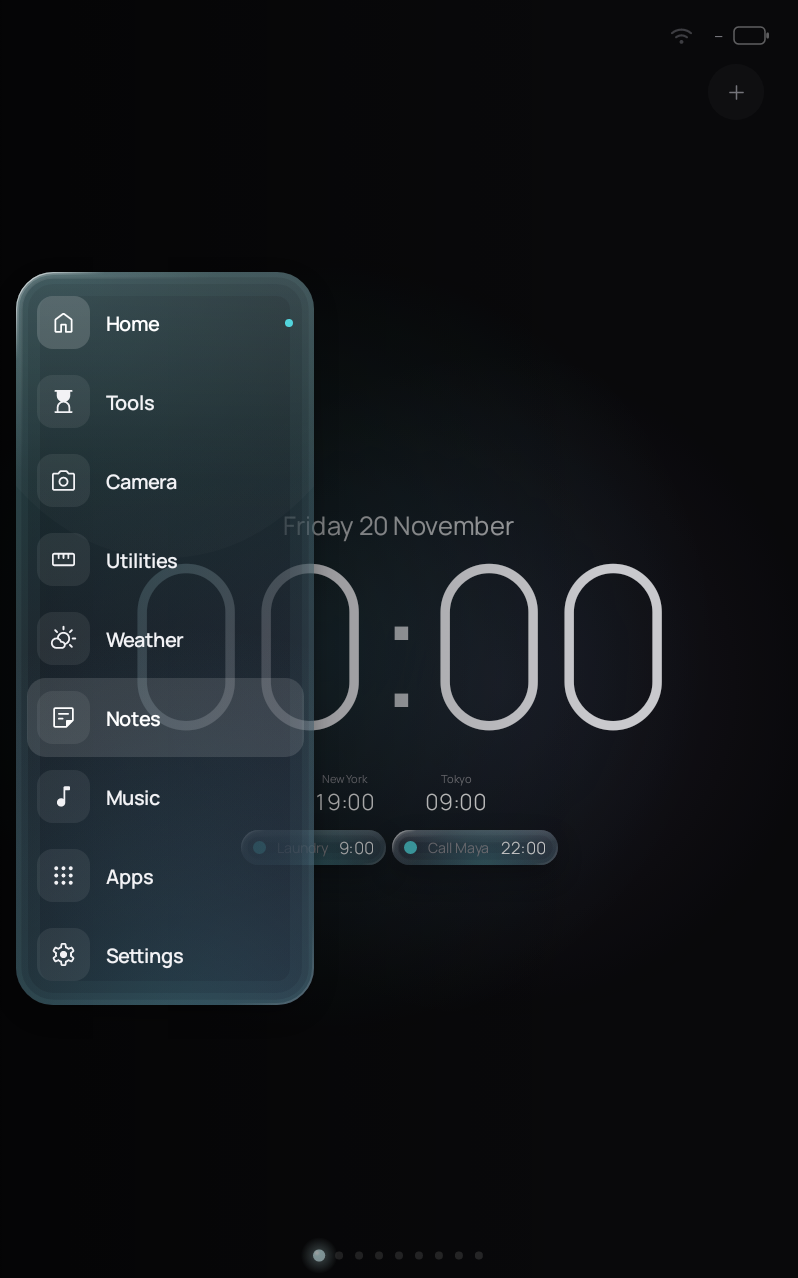 Home
Tools
Camera
Friday 20 November
Utilities
00:00
Weather
Notes
New York
Tokyo
Music
19:00
09:00
Laundry 9:00
Call Maya 22:00
Apps
Settings